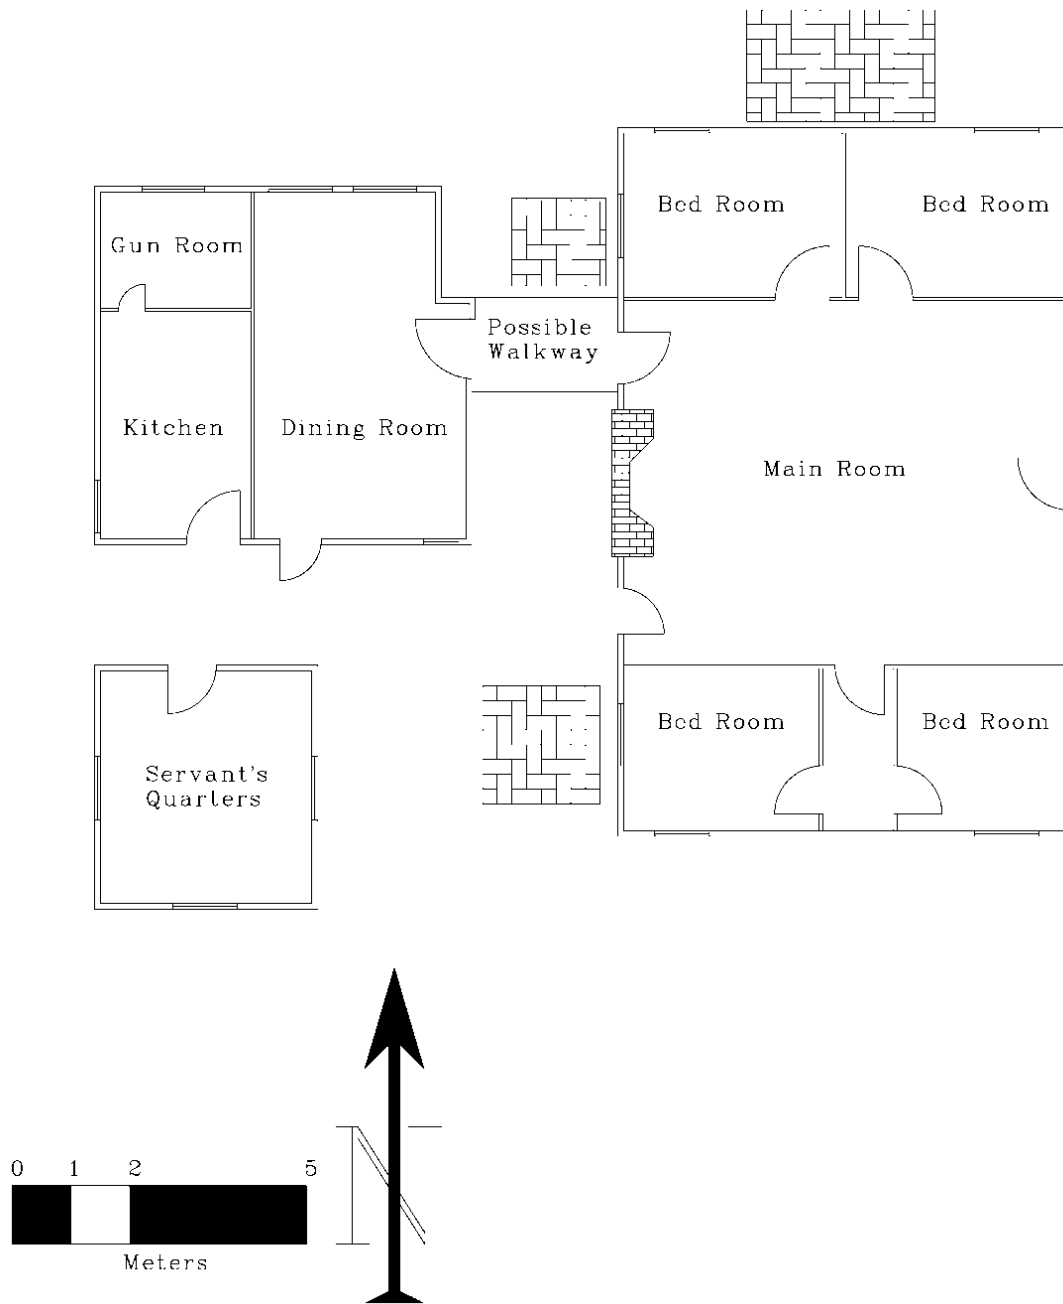 Bed Room
Bed Room
Gun Room
Possible
Walkway
Kitchen
Dining Room
Main Room
Bed Room
Bed Room
Servant's
Quarters
0 1 2 5
Meters
N